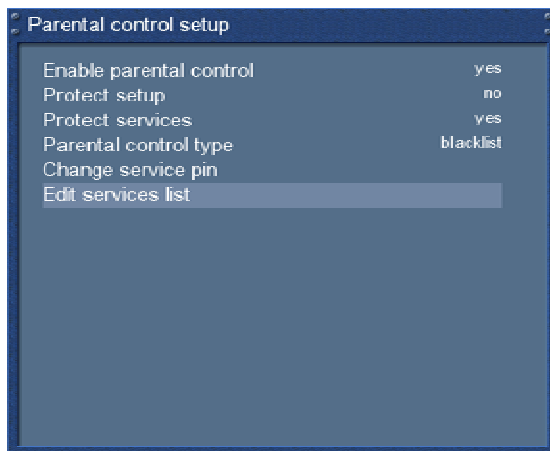 Parental control setup
Enable parental control yes
Protect setup no
Protect services yes
Parental control type blacklist
Change service pin
Edit services list